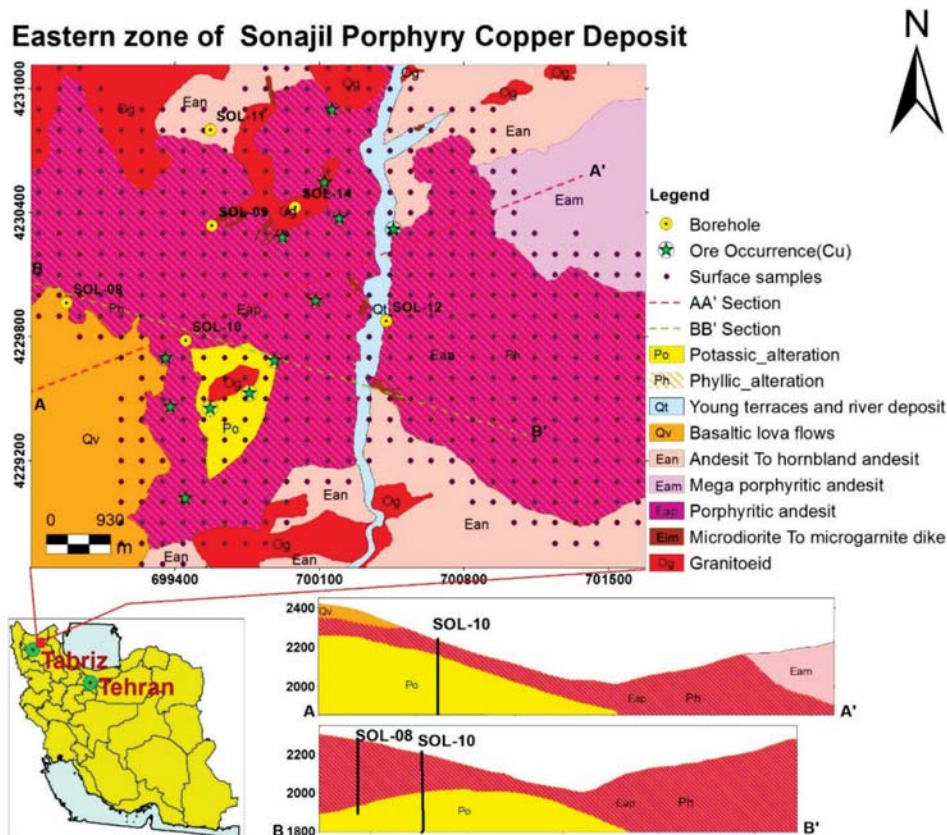 Eastern zone of Sonajil Porphyry Copper Deposit
N
4231000
4230400
4229800
4229200
Og
Og
Og
Og
Og
Ean
Ean
SOL-11
A'
SOL-14
SOL-09
Og
Eam
B
SOL-08
Ph
Eap
Qt
SOL-12
SOL-10
Eap
Ph
Og
A
Po
B'
Qv
Ean
Ean
Og
Og
Ean
0 930
m
699400
700100
700800
701500
Legend
Borehole
Ore Occurrence(Cu)
Surface samples
AA' Section
BB' Section
Po Potassic_alteration
Ph Phyllic_alteration
Qt Young terraces and river deposit
Qv Basaltic lova flows
Ean Andesit To hornbland andesit
Eam Mega porphyritic andesit
Eap Porphyritic andesit
Eim Microdiorite To microgarnite dike
Og Granitoeid
Tabriz
Tehran
2400
2200
2000
Qv
SOL-10
Po
Eap
Ph
Eam
A
A'
2200
2000
1800
SOL-08
SOL-10
Po
Eap
Ph
B
B'